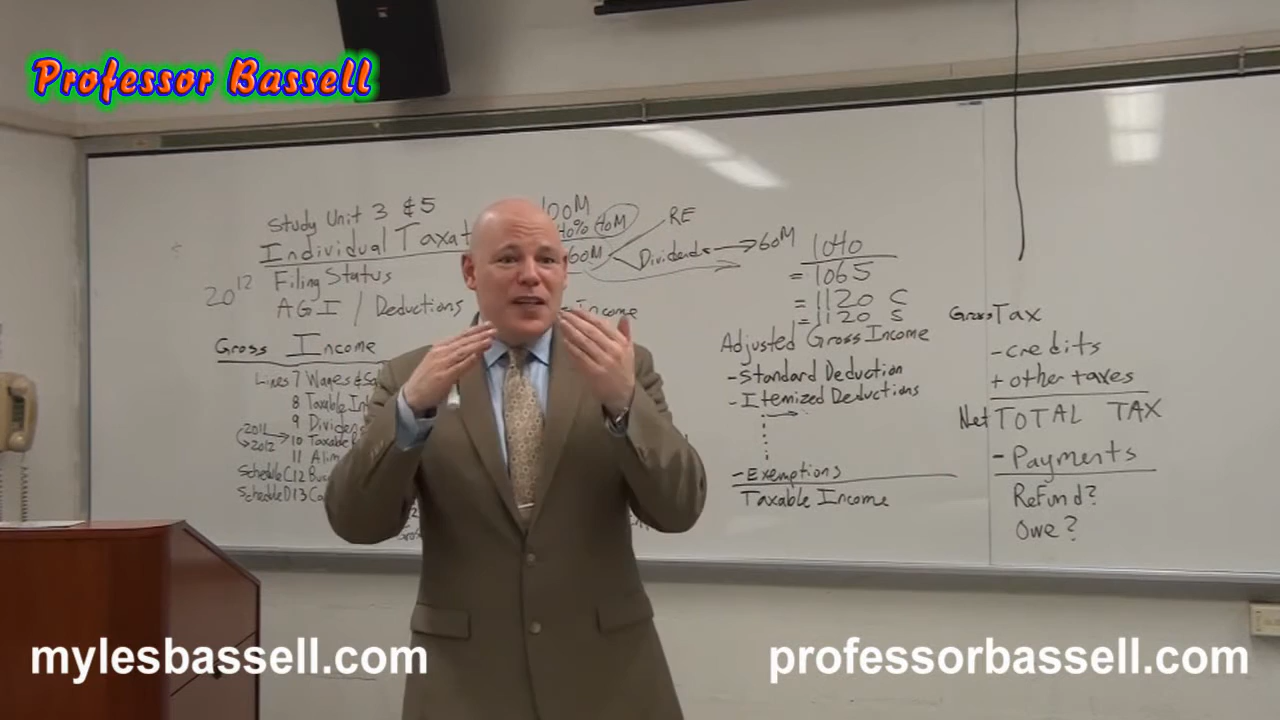 Professor Bassell
Study Unit 3 & 5
Individual Taxat
2012
Filing Status
AGI / Deductions
Gross Income
Lines 7 Wages & Sa
8 Taxable Int
9 Dividen
2011
2012
10 Taxable
11 Alim
Schedule C 12 Bus
Schedule D 13 Ca
00M
40% 40M
60M
RE
Dividends
60M
Income
1040
= 1065
= 1120 C
= 1120 S
Adjusted Gross Income
- Standard Deduction
- Itemized Deductions
- Exemptions
Taxable Income
Gross Tax
- credits
+ other taxes
Net TOTAL TAX
- Payments
Refund?
Owe?
mylesbassell.com
professorbassell.com